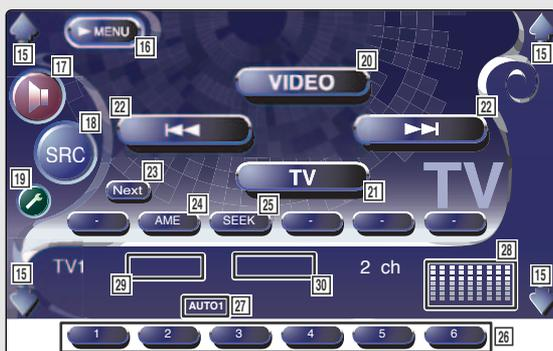 15 ► MENU 16 15
17 20
VIDEO
22 22
18
SRC
19 23 TV 21 TV
Next 24 25
- AME SEEK - - -
28
15 TV1 29 30 2 ch 15
AUTO1 27
1 2 3 4 5 6 26